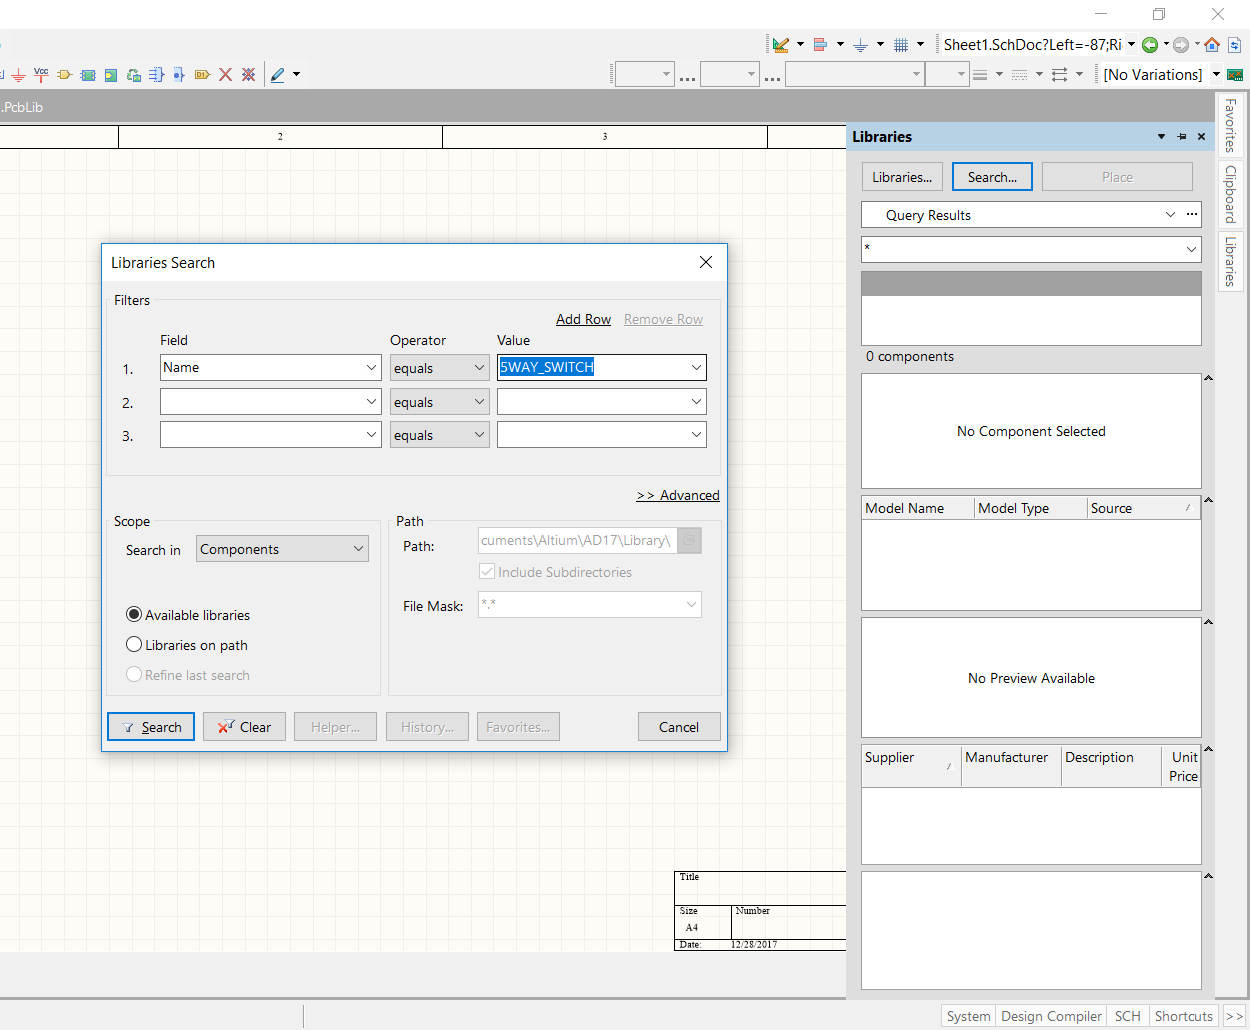 Sheet1.SchDoc?Left=-87;Ri
Vcc
[No Variations]
.PcbLib
2
3
Libraries
Favorites
Clipboard
Libraries
Libraries...
Search...
Place
Query Results
...
*
0 components
No Component Selected
Model Name
Model Type
Source
No Preview Available
Supplier
Manufacturer
Description
Unit
Price
Libraries Search
Filters
Add Row
Remove Row
Field
Operator
Value
1.
Name
equals
5WAY_SWITCH
2.
equals
3.
equals
>> Advanced
Scope
Search in
Components
Available libraries
Libraries on path
Refine last search
Path
Path:
cuments\Altium\AD17\Library\
Include Subdirectories
File Mask:
*.*
Search
Clear
Helper...
History...
Favorites...
Cancel
Title
Size
Number
A4
Date:
12/28/2017
System
Design Compiler
SCH
Shortcuts
>>